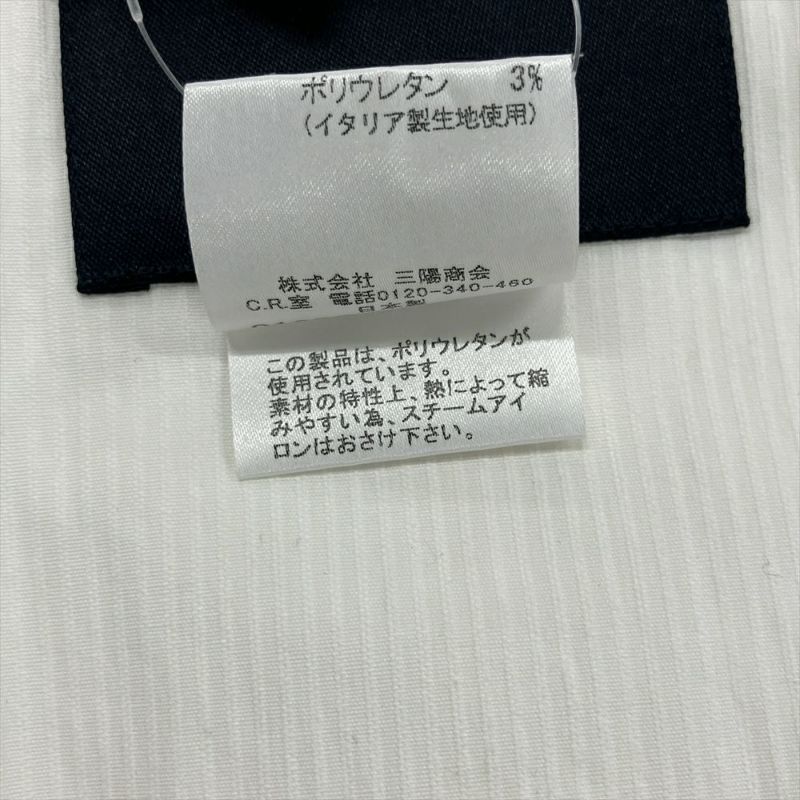 ポリウレタン 3%
(イタリア製生地使用)
株式会社 三陽商会
C.R.室 電話0120-340-460
日本製
この製品は、ポリウレタンが
使用されています。
素材の特性上、熱によって縮
みやすい為、スチームアイ
ロンはおさけ下さい。